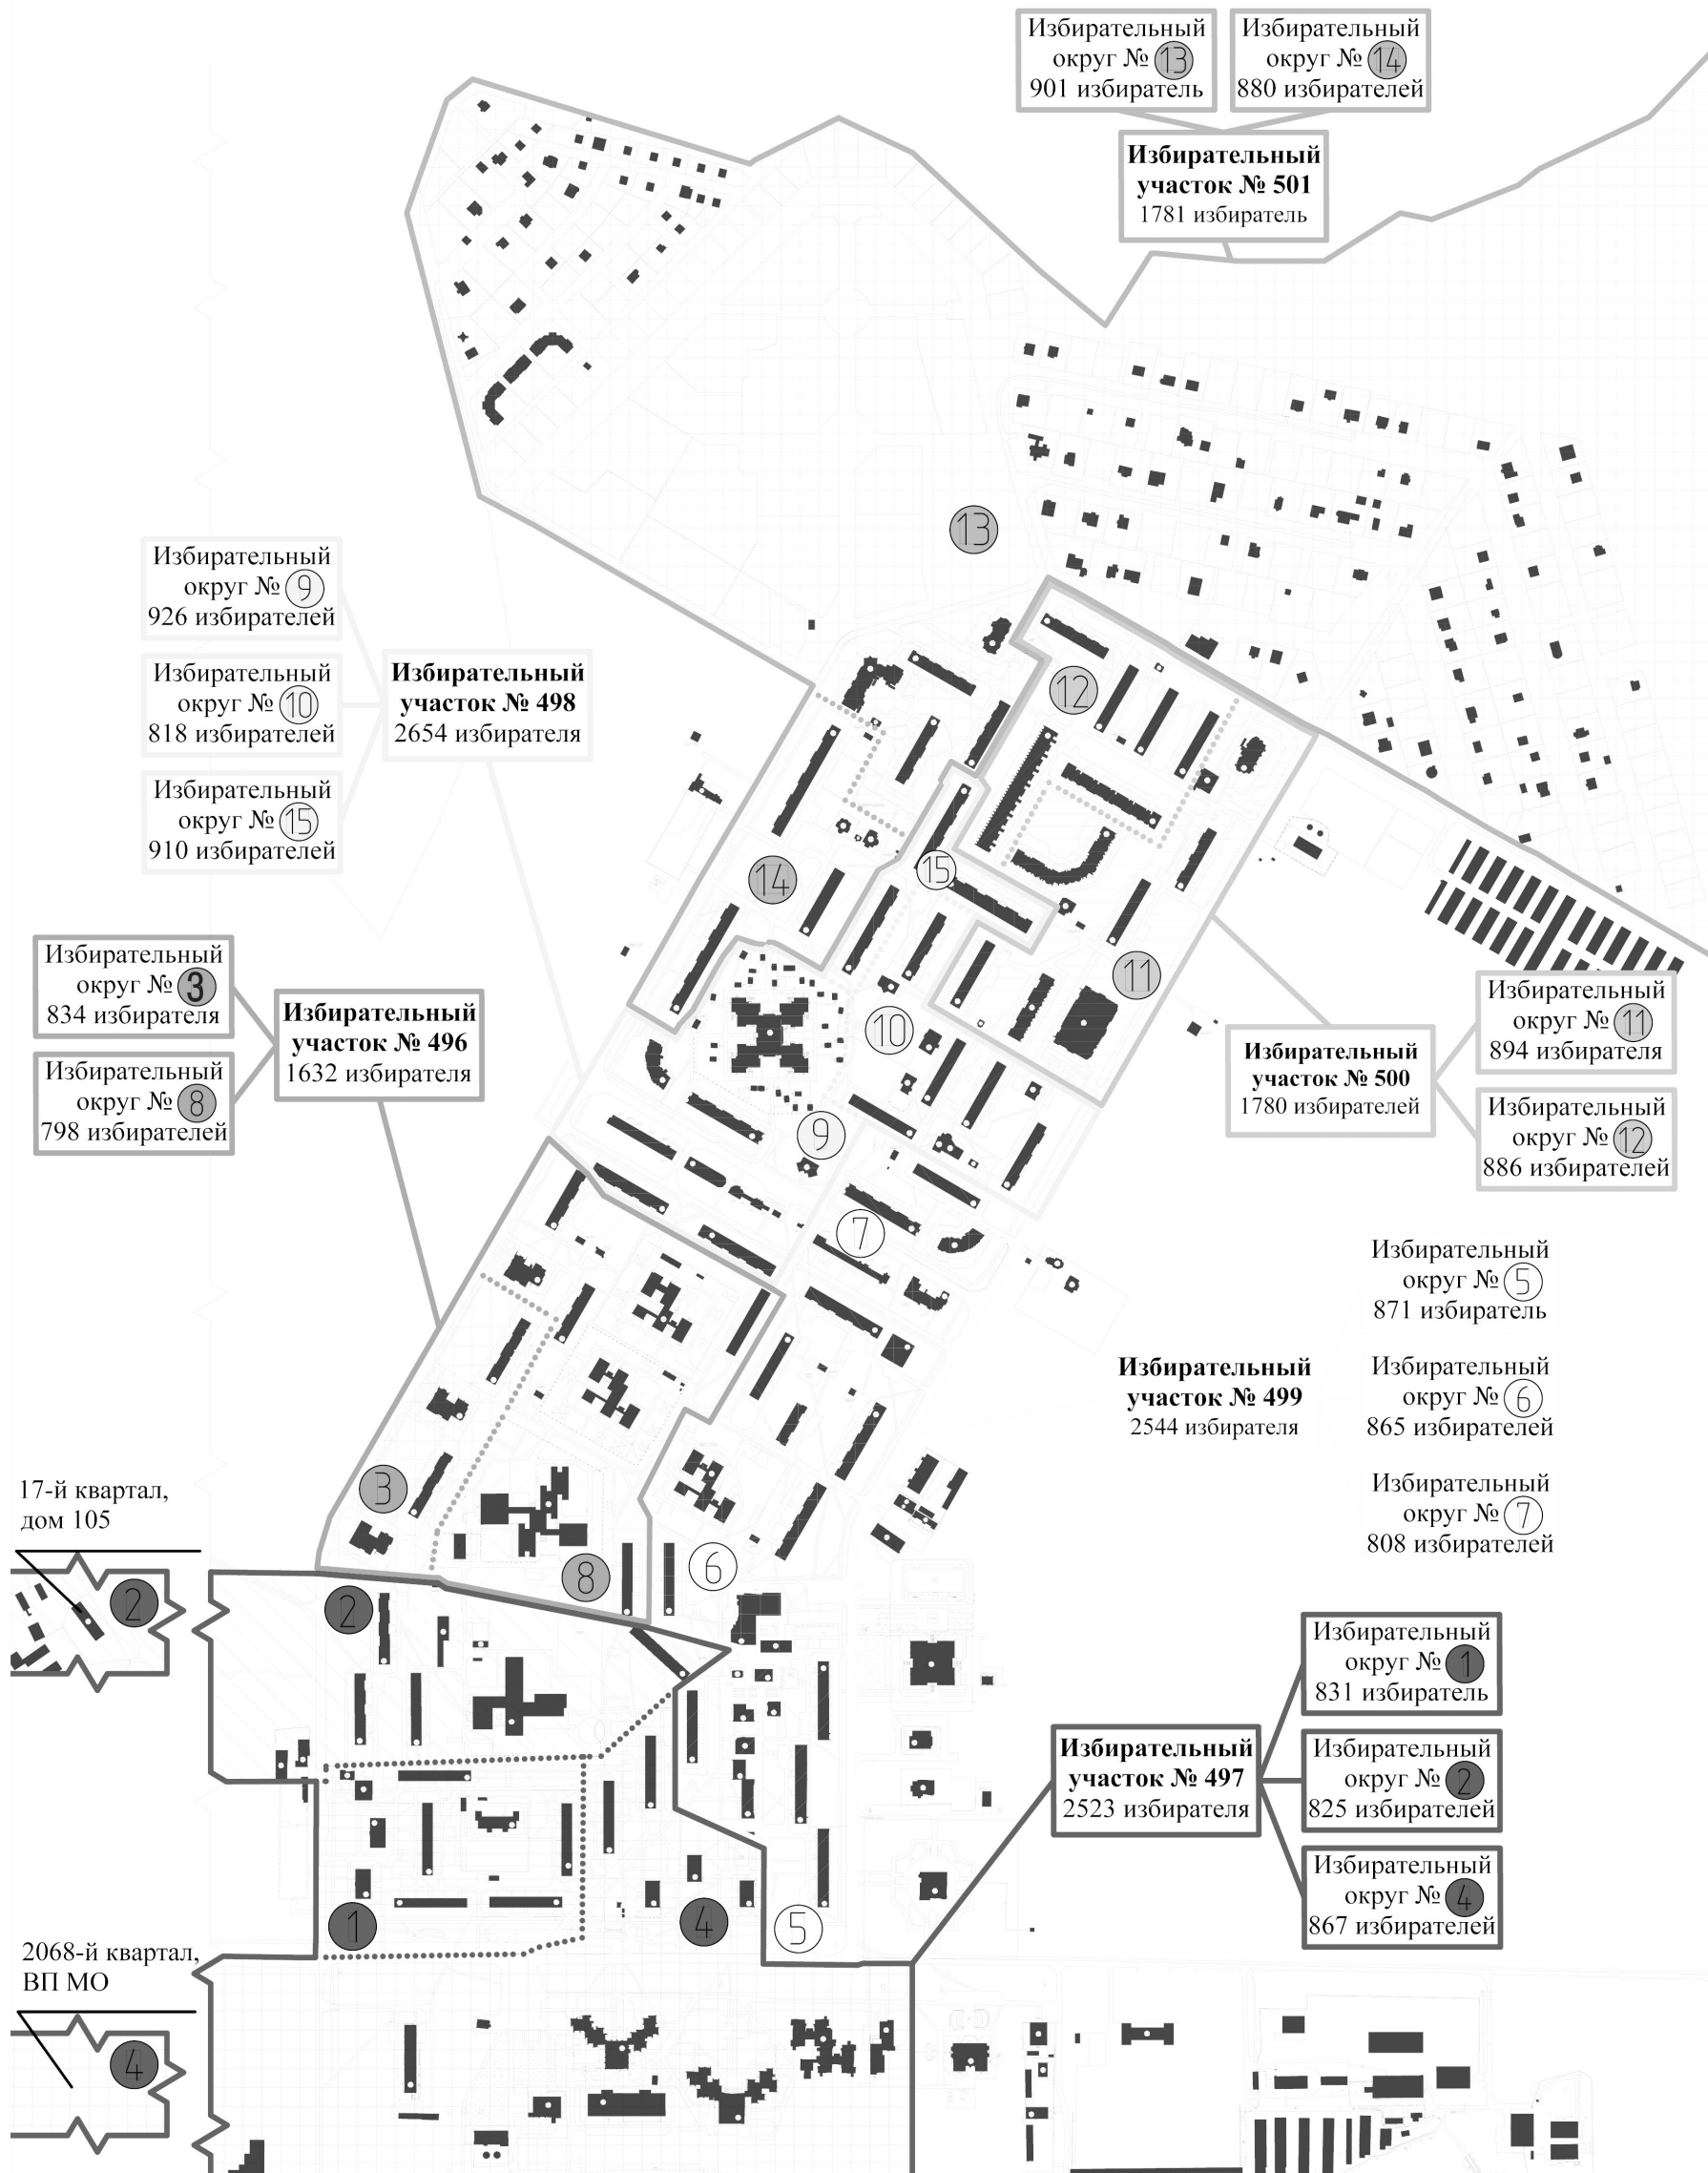 Избирательный
округ № 13
901 избиратель
Избирательный
округ № 14
880 избирателей
Избирательный
участок № 501
1781 избиратель
13
Избирательный
округ № 9
926 избирателей
Избирательный
округ № 10
818 избирателей
Избирательный
округ № 15
910 избирателей
Избирательный
участок № 498
2654 избирателя
12
14
15
11
10
9
7
Избирательный
округ № 3
834 избирателя
Избирательный
округ № 8
798 избирателей
Избирательный
участок № 496
1632 избирателя
Избирательный
участок № 500
1780 избирателей
Избирательный
округ № 11
894 избирателя
Избирательный
округ № 12
886 избирателей
Избирательный
участок № 499
2544 избирателя
Избирательный
округ № 5
871 избиратель
Избирательный
округ № 6
865 избирателей
Избирательный
округ № 7
808 избирателей
3
8
6
17-й квартал,
дом 105
2
2
Избирательный
участок № 497
2523 избирателя
Избирательный
округ № 1
831 избиратель
Избирательный
округ № 2
825 избирателей
Избирательный
округ № 4
867 избирателей
1
4
5
2068-й квартал,
ВП МО
4